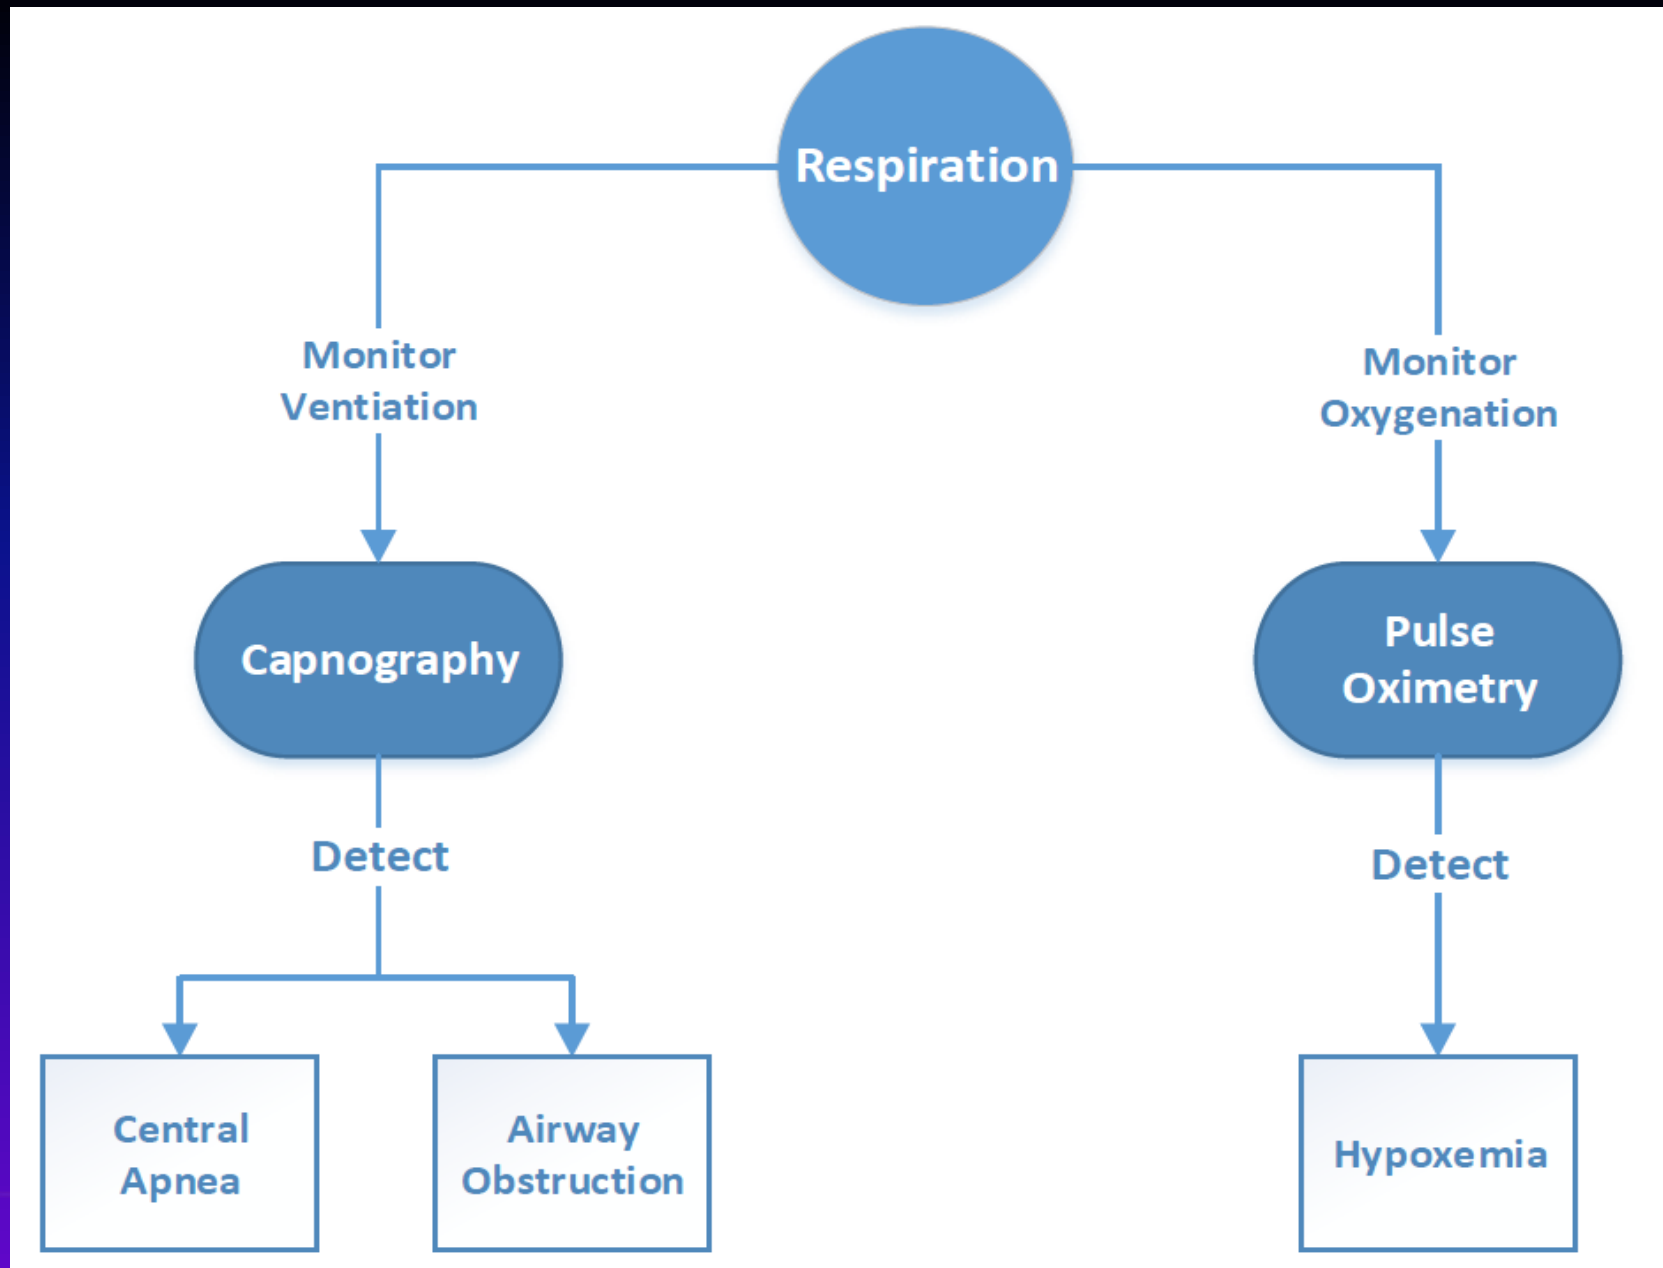 Respiration
Monitor
Ventiation
Monitor
Oxygenation
Capnography
Pulse
Oximetry
Detect
Detect
Central
Apnea
Airway
Obstruction
Hypoxemia